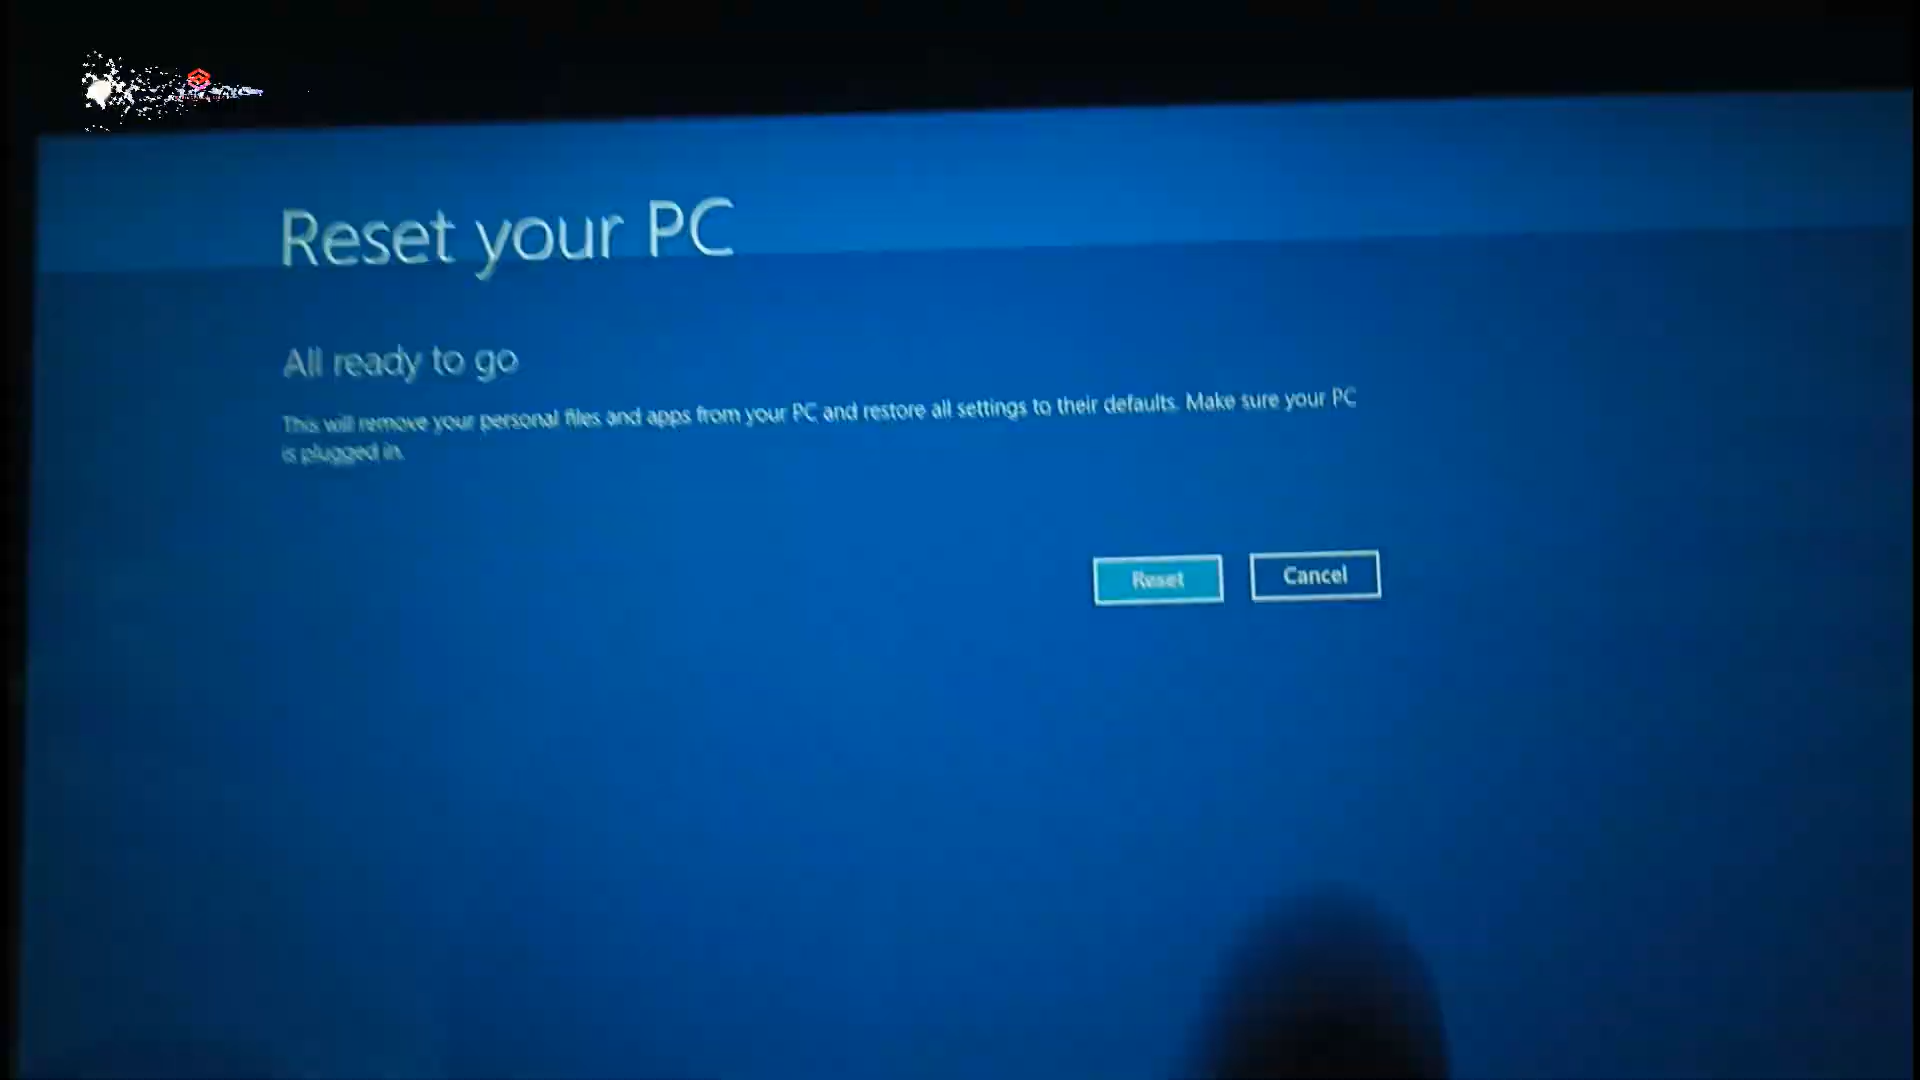 Reset your PC
All ready to go
This will remove your personal files and apps from your PC and restore all settings to their defaults. Make sure your PC
is plugged in.
Reset
Cancel